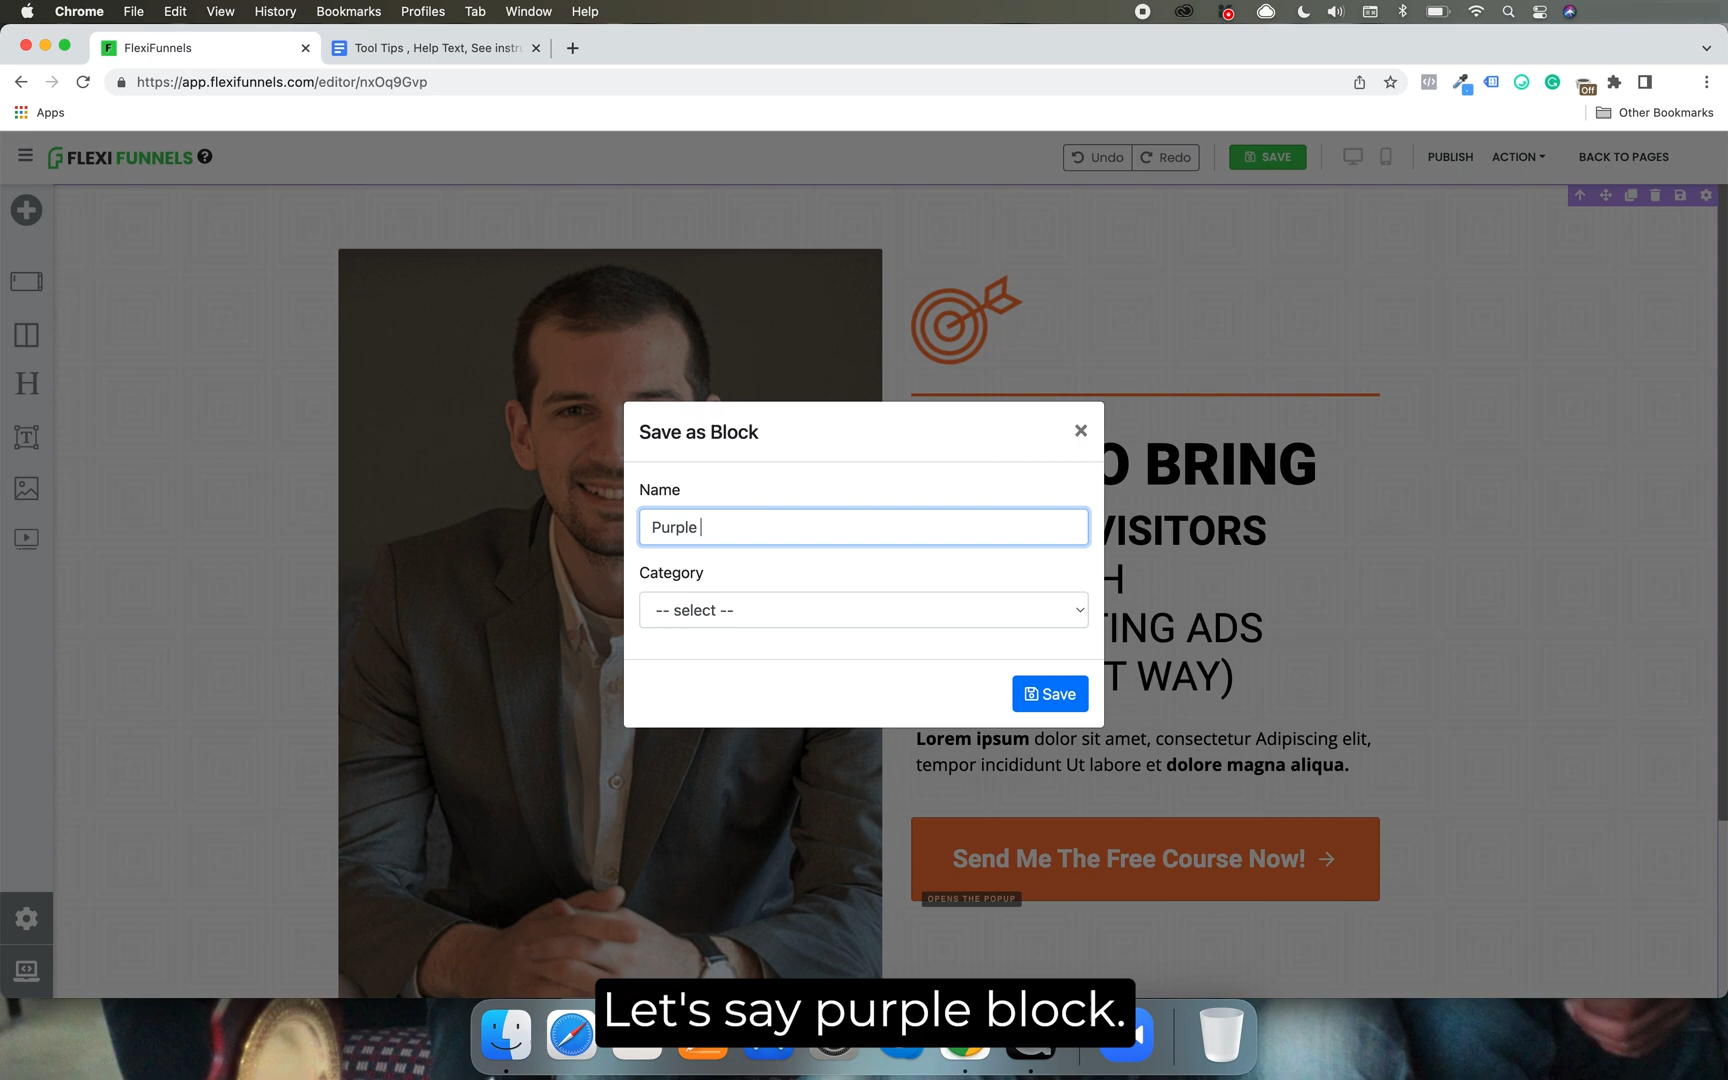 Chrome File Edit View History Bookmarks Profiles Tab Window Help
FlexiFunnels
Tool Tips , Help Text, See instr
https://app.flexifunnels.com/editor/nxOq9Gvp
Off
Apps
Other Bookmarks
FLEXI FUNNELS
Undo Redo
SAVE
PUBLISH ACTION BACK TO PAGES
Save as Block
Name
Purple
Category
-- select --
Save
O BRING
VISITORS
H
TING ADS
T WAY)
Lorem ipsum dolor sit amet, consectetur Adipiscing elit,
tempor incididunt Ut labore et dolore magna aliqua.
Send Me The Free Course Now!
OPENS THE POPUP
Let's say purple block.